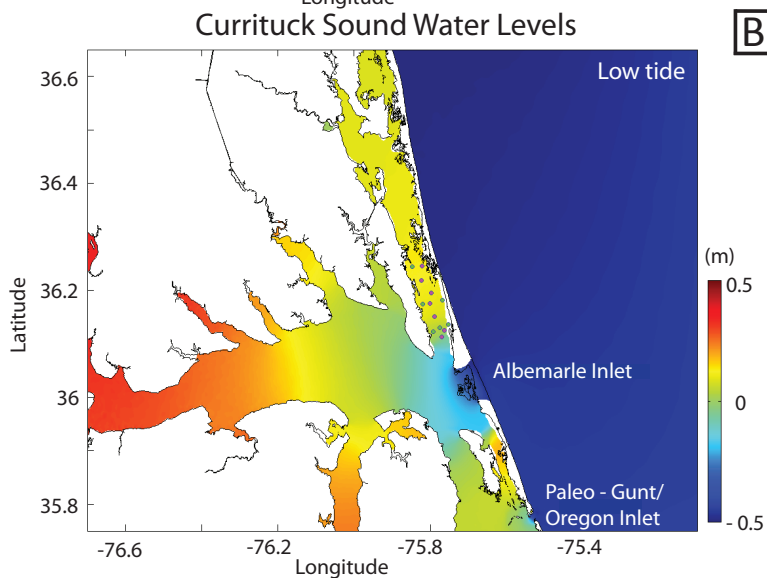 Longitude
Currituck Sound Water Levels
B
Low tide
36.6
36.4
36.2
36
35.8
Latitude
(m)
0.5
0
- 0.5
Albemarle Inlet
Paleo - Gunt/
Oregon Inlet
-76.6
-76.2
-75.8
-75.4
Longitude